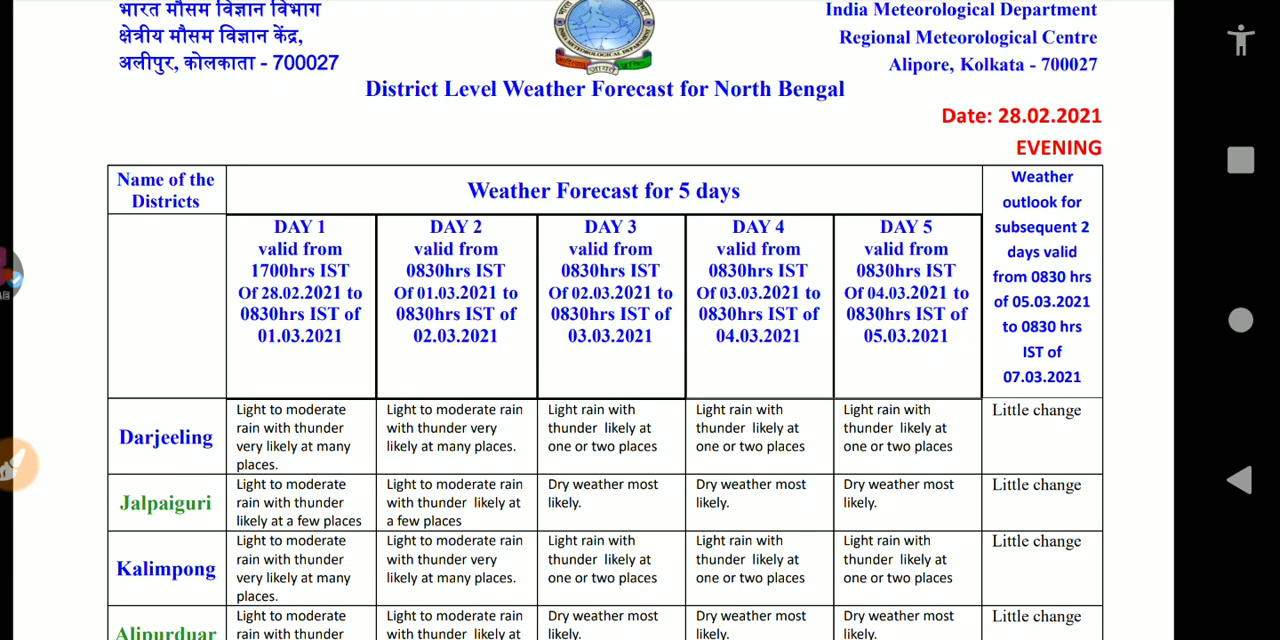 भारत मौसम विज्ञान विभाग
क्षेत्रीय मौसम विज्ञान केंद्र,
अलीपुर, कोलकाता - 700027
India Meteorological Department
Regional Meteorological Centre
Alipore, Kolkata - 700027
District Level Weather Forecast for North Bengal
Date: 28.02.2021
EVENING
Name of the
Districts
Weather Forecast for 5 days
Weather
outlook for
subsequent 2
days valid
from 0830 hrs
of 05.03.2021
to 0830 hrs
IST of
07.03.2021
DAY 1
valid from
1700hrs IST
Of 28.02.2021 to
0830hrs IST of
01.03.2021
DAY 2
valid from
0830hrs IST
Of 01.03.2021 to
0830hrs IST of
02.03.2021
DAY 3
valid from
0830hrs IST
Of 02.03.2021 to
0830hrs IST of
03.03.2021
DAY 4
valid from
0830hrs IST
Of 03.03.2021 to
0830hrs IST of
04.03.2021
DAY 5
valid from
0830hrs IST
Of 04.03.2021 to
0830hrs IST of
05.03.2021
Darjeeling
Light to moderate
rain with thunder
very likely at many
places.
Light to moderate rain
with thunder very
likely at many places.
Light rain with
thunder likely at
one or two places
Light rain with
thunder likely at
one or two places
Light rain with
thunder likely at
one or two places
Little change
Jalpaiguri
Light to moderate
rain with thunder
likely at a few places
Light to moderate rain
with thunder likely at
a few places
Dry weather most
likely.
Dry weather most
likely.
Dry weather most
likely.
Little change
Kalimpong
Light to moderate
rain with thunder
very likely at many
places.
Light to moderate rain
with thunder very
likely at many places.
Light rain with
thunder likely at
one or two places
Light rain with
thunder likely at
one or two places
Light rain with
thunder likely at
one or two places
Little change
Alipurduar
Light to moderate
rain with thunder
Light to moderate rain
with thunder likely at
Dry weather most
likely.
Dry weather most
likely.
Dry weather most
likely.
Little change